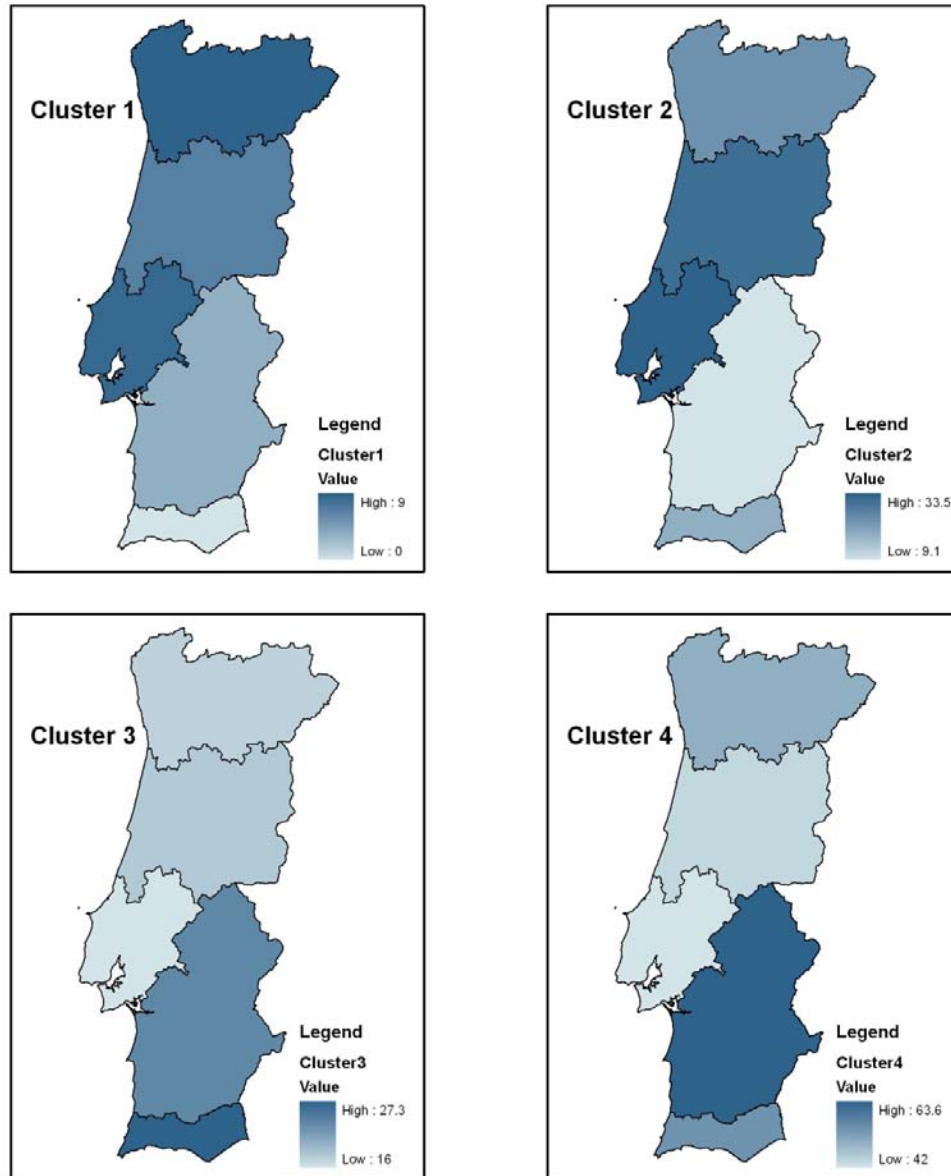 Cluster 1
Legend
Cluster1
Value
High : 9
Low : 0
Cluster 2
Legend
Cluster2
Value
High : 33.5
Low : 9.1
Cluster 3
Legend
Cluster3
Value
High : 27.3
Low : 16
Cluster 4
Legend
Cluster4
Value
High : 63.6
Low : 42